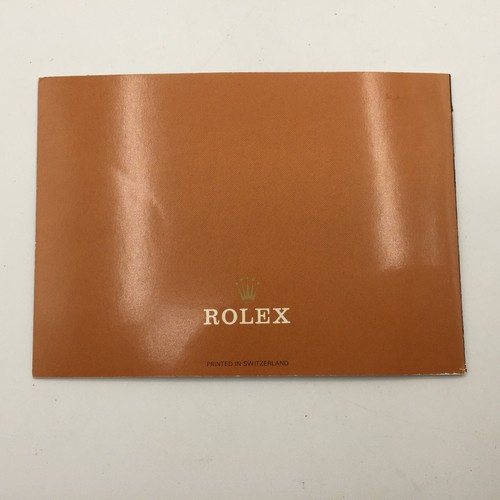 ROLEX
PRINTED IN SWITZERLAND